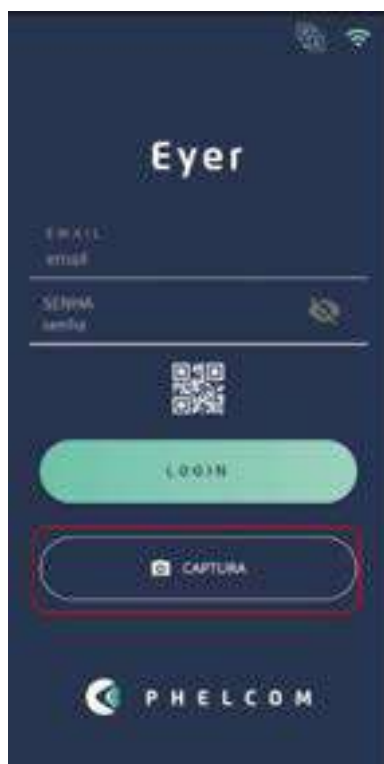 Eyer
EMAIL
email
SENHA
senha
LOGIN
CAPTURA
PHELCOM